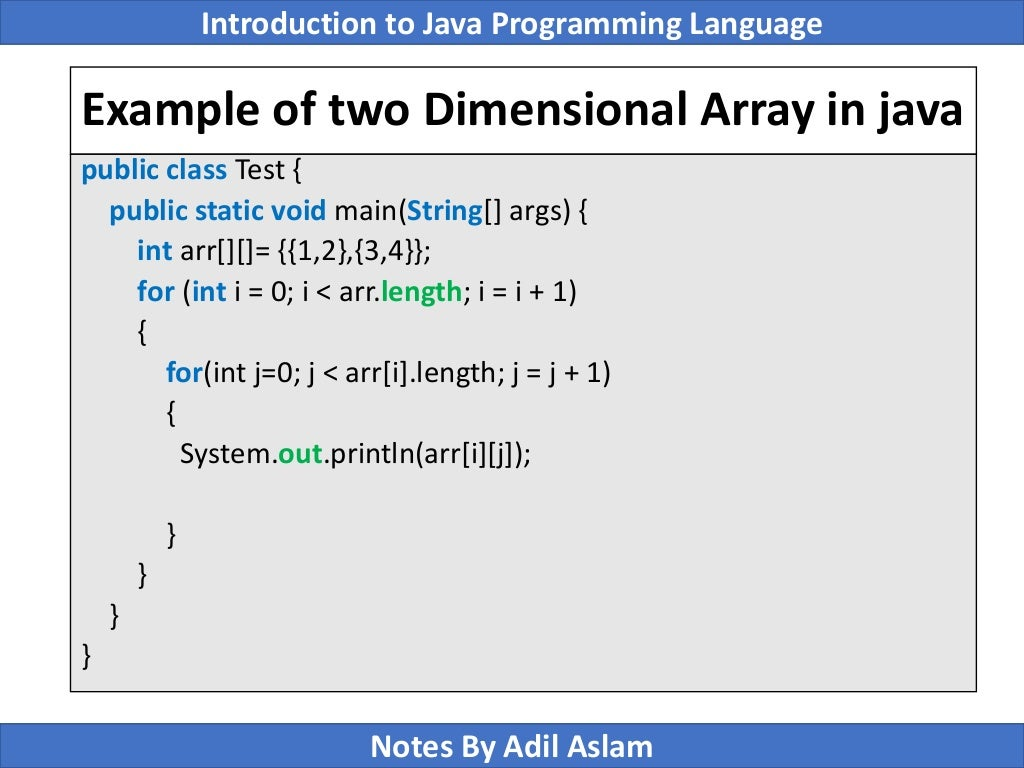 Introduction to Java Programming Language
Example of two Dimensional Array in java
public class Test {
public static void main(String[] args) {
int arr[][]= {{1,2},{3,4}};
for (int i = 0; i < arr.length; i = i + 1)
{
for(int j=0; j < arr[i].length; j = j + 1)
{
System.out.println(arr[i][j]);
}
}
}
}
Notes By Adil Aslam